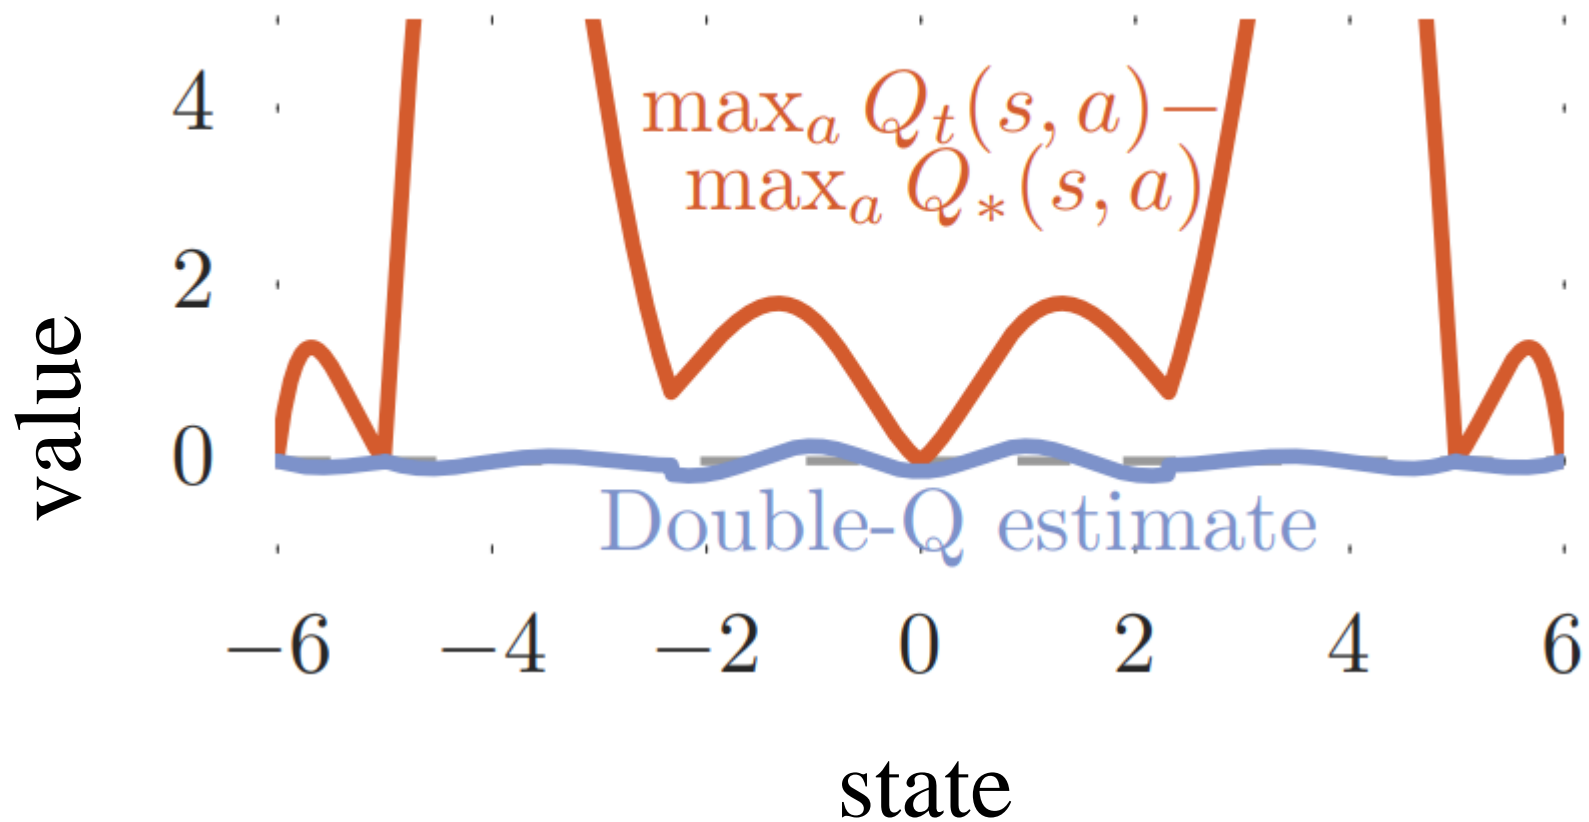 4
max_a Q_t(s, a)−
max_a Q_*(s, a)
2
value
0
Double-Q estimate
−6 −4 −2 0 2 4 6
state